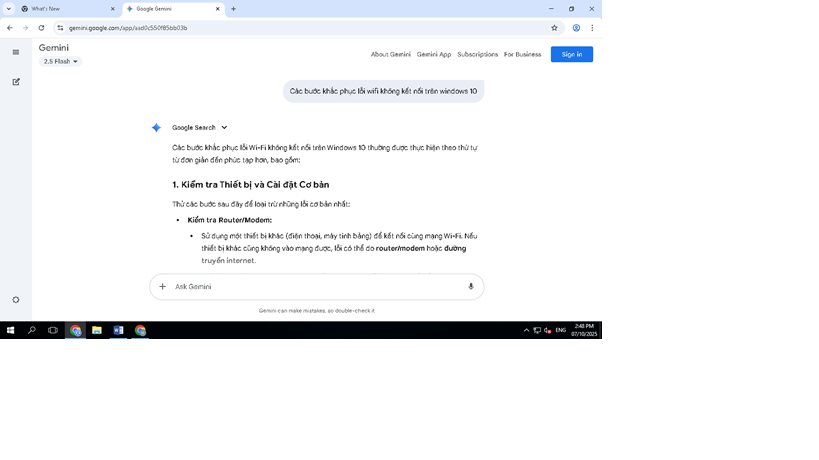 What's New
Google Gemini
gemini.google.com/app/aad0c550f85bb03b
Gemini
2.5 Flash
About Gemini Gemini App Subscriptions For Business Sign in
Các bước khắc phục lỗi wifi không kết nối trên windows 10
Google Search
Các bước khắc phục lỗi Wi-Fi không kết nối trên Windows 10 thường được thực hiện theo thứ tự
từ đơn giản đến phức tạp hơn, bao gồm:
1. Kiểm tra Thiết bị và Cài đặt Cơ bản
Thử các bước sau đây để loại trừ những lỗi cơ bản nhất:
• Kiểm tra Router/Modem:
• Sử dụng một thiết bị khác (điện thoại, máy tính bảng) để kết nối cùng mạng Wi-Fi. Nếu
thiết bị khác cũng không vào mạng được, lỗi có thể do router/modem hoặc đường
truyền internet.
Ask Gemini
Gemini can make mistakes, so double-check it
ENG
2:48 PM
07/10/2025